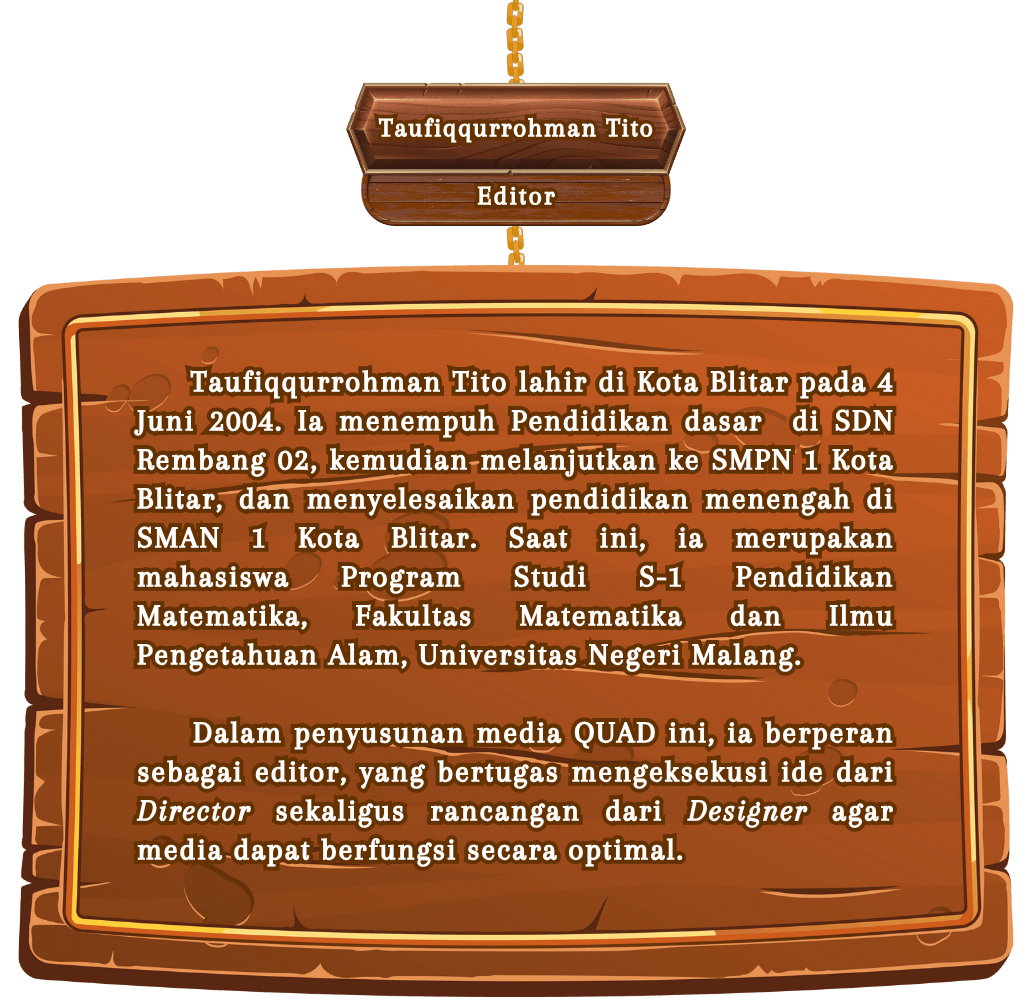 Taufiqqurrohman Tito
Editor
Taufiqqurrohman Tito lahir di Kota Blitar pada 4
Juni 2004. Ia menempuh Pendidikan dasar di SDN
Rembang 02, kemudian melanjutkan ke SMPN 1 Kota
Blitar, dan menyelesaikan pendidikan menengah di
SMAN 1 Kota Blitar. Saat ini, ia merupakan
mahasiswa Program Studi S-1 Pendidikan
Matematika, Fakultas Matematika dan Ilmu
Pengetahuan Alam, Universitas Negeri Malang.
Dalam penyusunan media QUAD ini, ia berperan
sebagai editor, yang bertugas mengeksekusi ide dari
Director sekaligus rancangan dari Designer agar
media dapat berfungsi secara optimal.